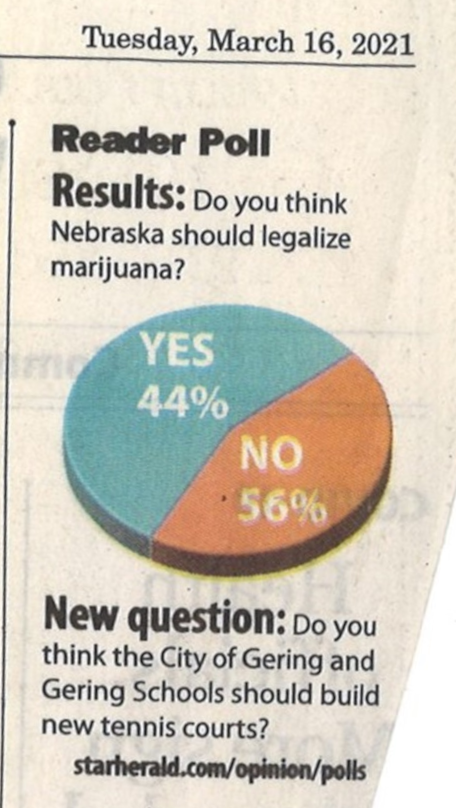 Tuesday, March 16, 2021
Reader Poll
Results: Do you think
Nebraska should legalize
marijuana?
YES
44%
NO
56%
New question: Do you
think the City of Gering and
Gering Schools should build
new tennis courts?
starherald.com/opinion/polls